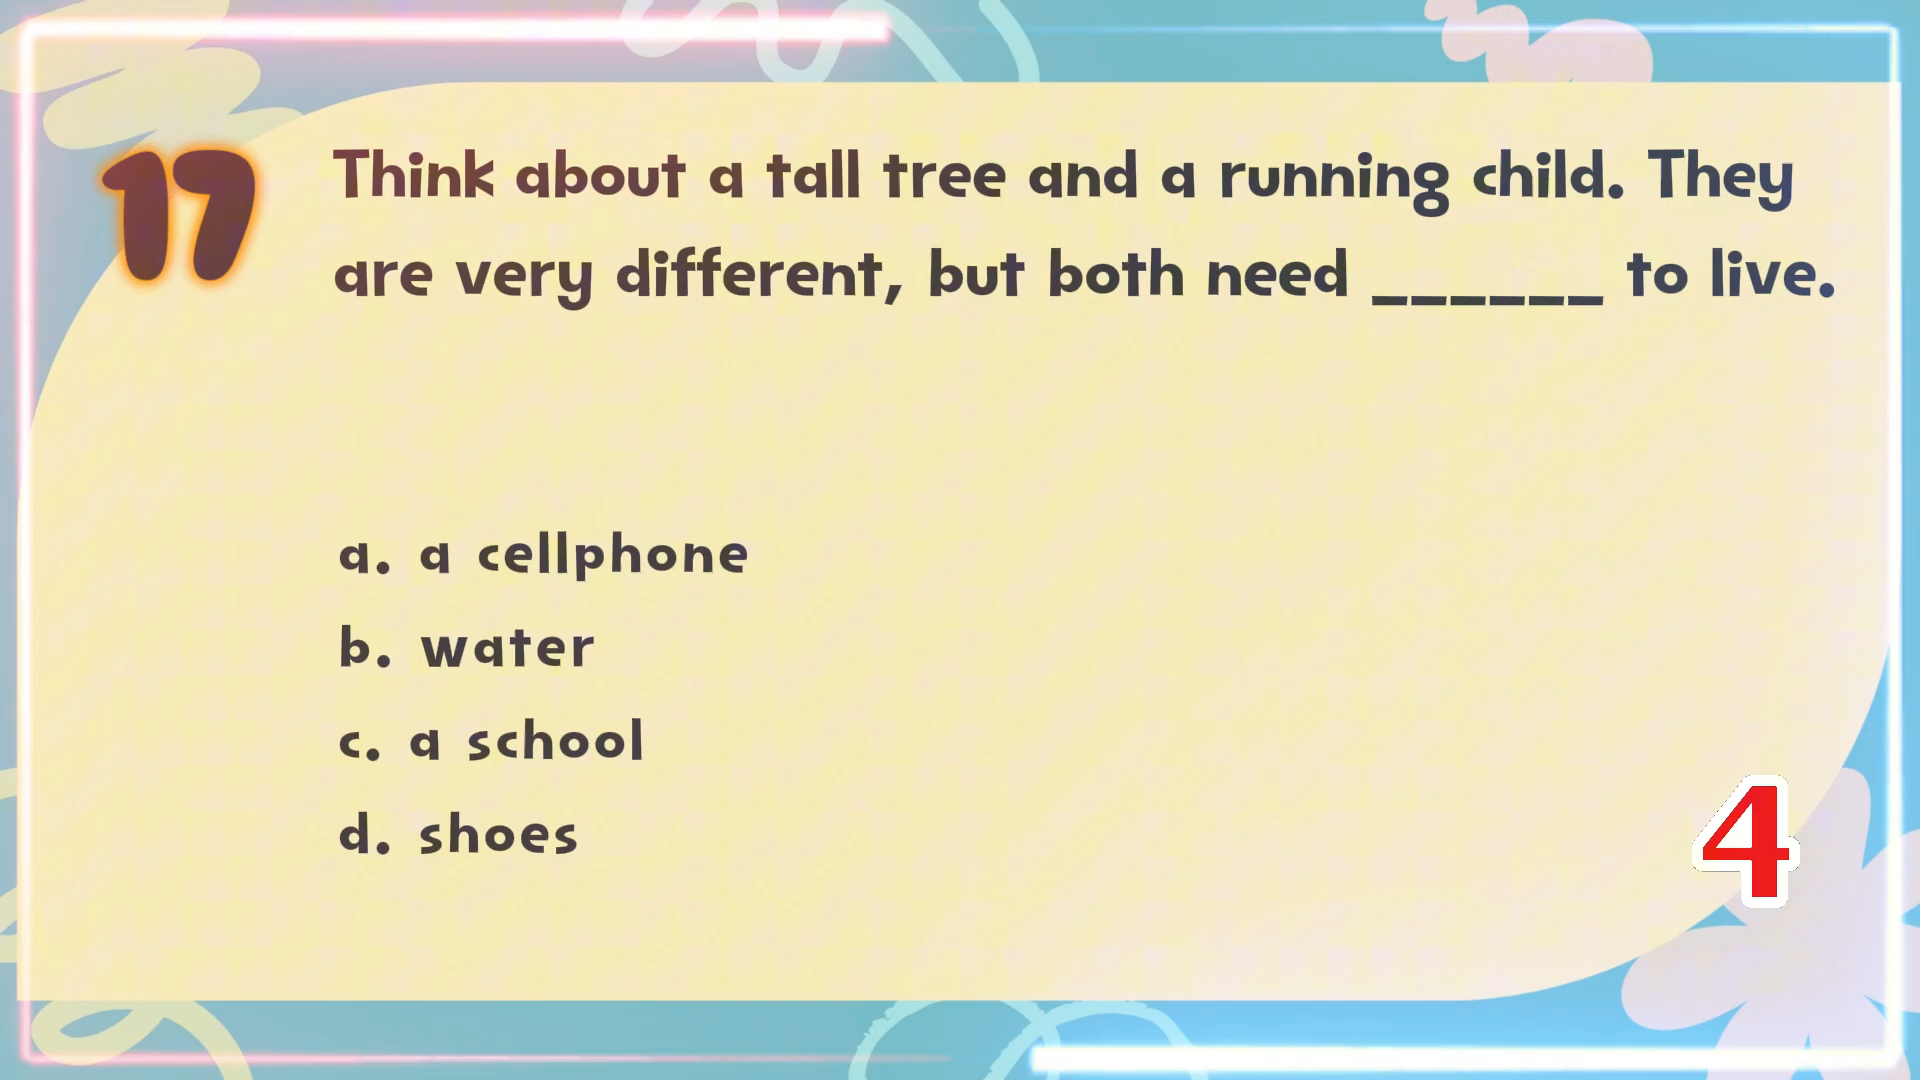 17
Think about a tall tree and a running child. They
are very different, but both need ______ to live.
a. a cellphone
b. water
c. a school
d. shoes
4